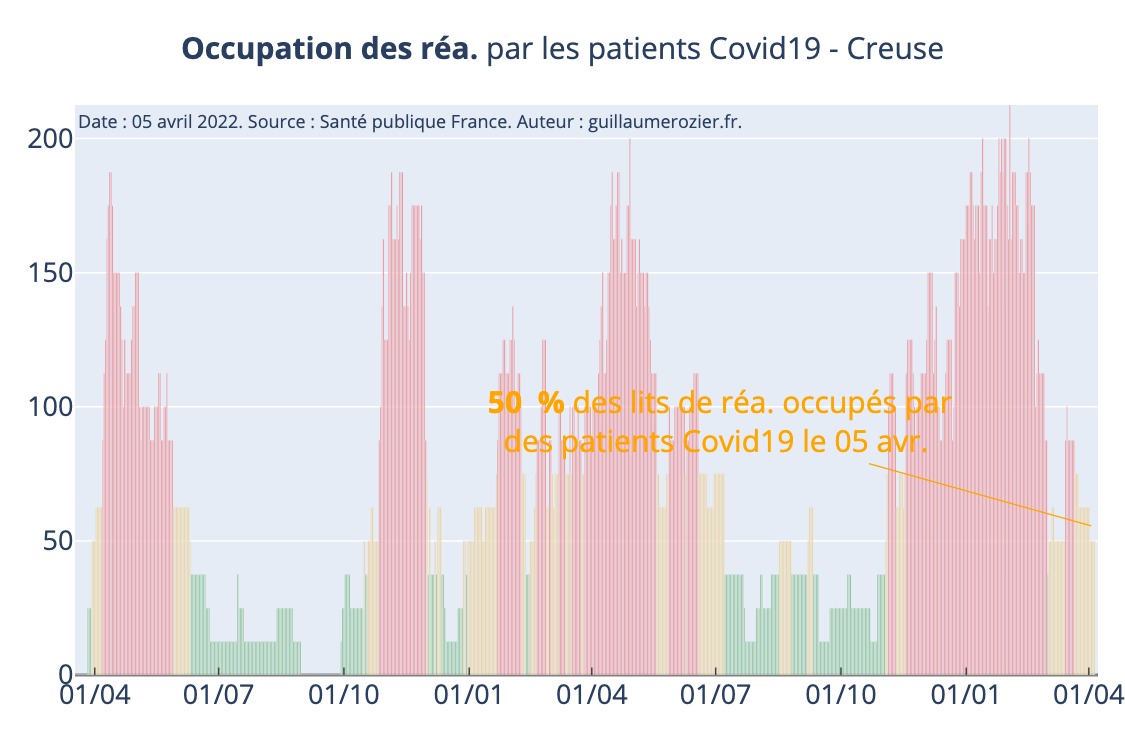 Occupation des réa. par les patients Covid19 - Creuse
Date : 05 avril 2022. Source : Santé publique France. Auteur : guillaumerozier.fr.
200
150
100
50
0
50 % des lits de réa. occupés par
des patients Covid19 le 05 avr.
01/04 01/07 01/10 01/01 01/04 01/07 01/10 01/01 01/04